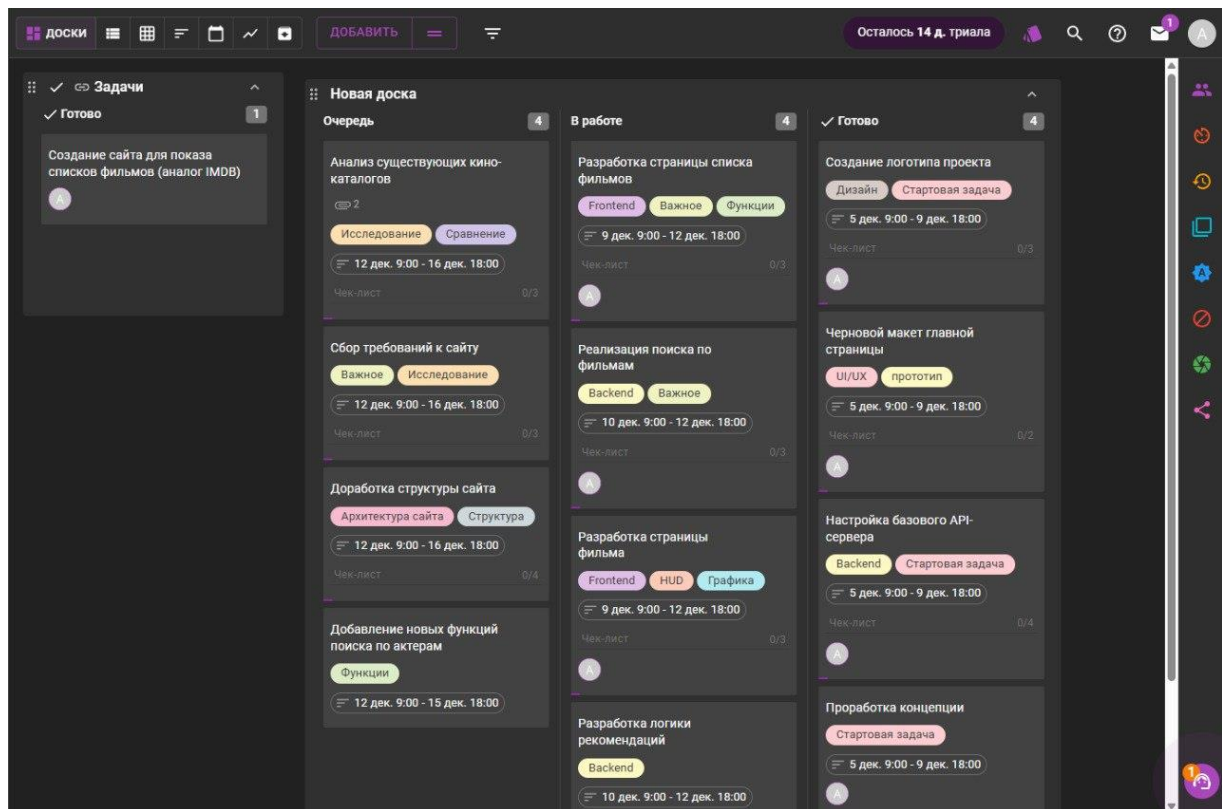 ДОСКИ
ДОБАВИТЬ
Осталось 14 д. триала
1
A
Задачи
Готово
1
Создание сайта для показа
списков фильмов (аналог IMDB)
A
Новая доска
Очередь
4
Анализ существующих кино-
каталогов
2
Исследование Сравнение
12 дек. 9:00 - 16 дек. 18:00
Чек-лист 0/3
Сбор требований к сайту
Важное Исследование
12 дек. 9:00 - 16 дек. 18:00
Чек-лист 0/3
Доработка структуры сайта
Архитектура сайта Структура
12 дек. 9:00 - 16 дек. 18:00
Чек-лист 0/4
Добавление новых функций
поиска по актерам
Функции
12 дек. 9:00 - 15 дек. 18:00
В работе
4
Разработка страницы списка
фильмов
Frontend Важное Функции
9 дек. 9:00 - 12 дек. 18:00
Чек-лист 0/3
A
Реализация поиска по
фильмам
Backend Важное
10 дек. 9:00 - 12 дек. 18:00
Чек-лист 0/3
A
Разработка страницы
фильма
Frontend HUD Графика
9 дек. 9:00 - 12 дек. 18:00
Чек-лист 0/3
A
Разработка логики
рекомендаций
Backend
10 дек. 9:00 - 12 дек. 18:00
Готово
4
Создание логотипа проекта
Дизайн Стартовая задача
5 дек. 9:00 - 9 дек. 18:00
Чек-лист 0/3
A
Черновой макет главной
страницы
UI/UX прототип
5 дек. 9:00 - 9 дек. 18:00
Чек-лист 0/2
A
Настройка базового API-
сервера
Backend Стартовая задача
5 дек. 9:00 - 9 дек. 18:00
Чек-лист 0/4
A
Проработка концепции
Стартовая задача
5 дек. 9:00 - 9 дек. 18:00
A
A
1